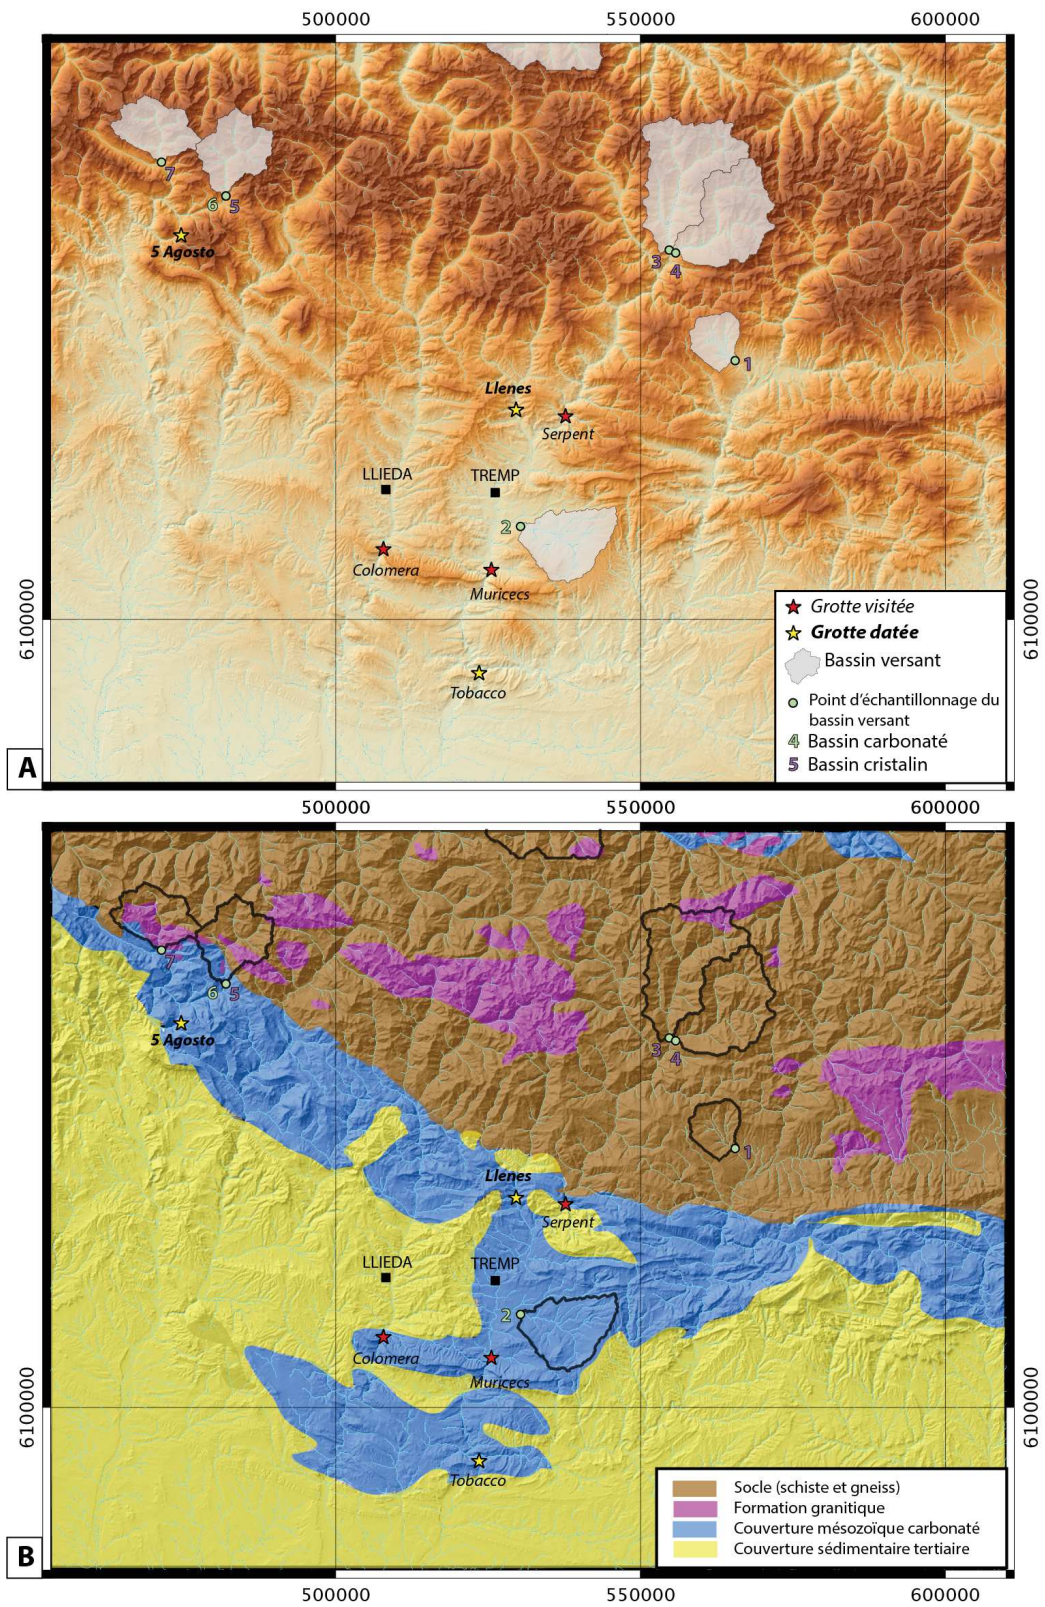 500000
550000
600000
7
6
5
5 Agosto
3
4
1
Llenes
Serpent
LLIEDA
TREMP
2
Colomera
Muricecs
6100000
6100000
Tobacco
Grotte visitée
Grotte datée
Bassin versant
Point d'échantillonnage du
bassin versant
4 Bassin carbonaté
5 Bassin cristalin
A
500000
550000
600000
7
6
5
5 Agosto
3
4
1
Llenes
Serpent
LLIEDA
TREMP
2
Colomera
Muricecs
6100000
6100000
Tobacco
Socle (schiste et gneiss)
Formation granitique
Couverture mésozoïque carbonaté
Couverture sédimentaire tertiaire
B
500000
550000
600000